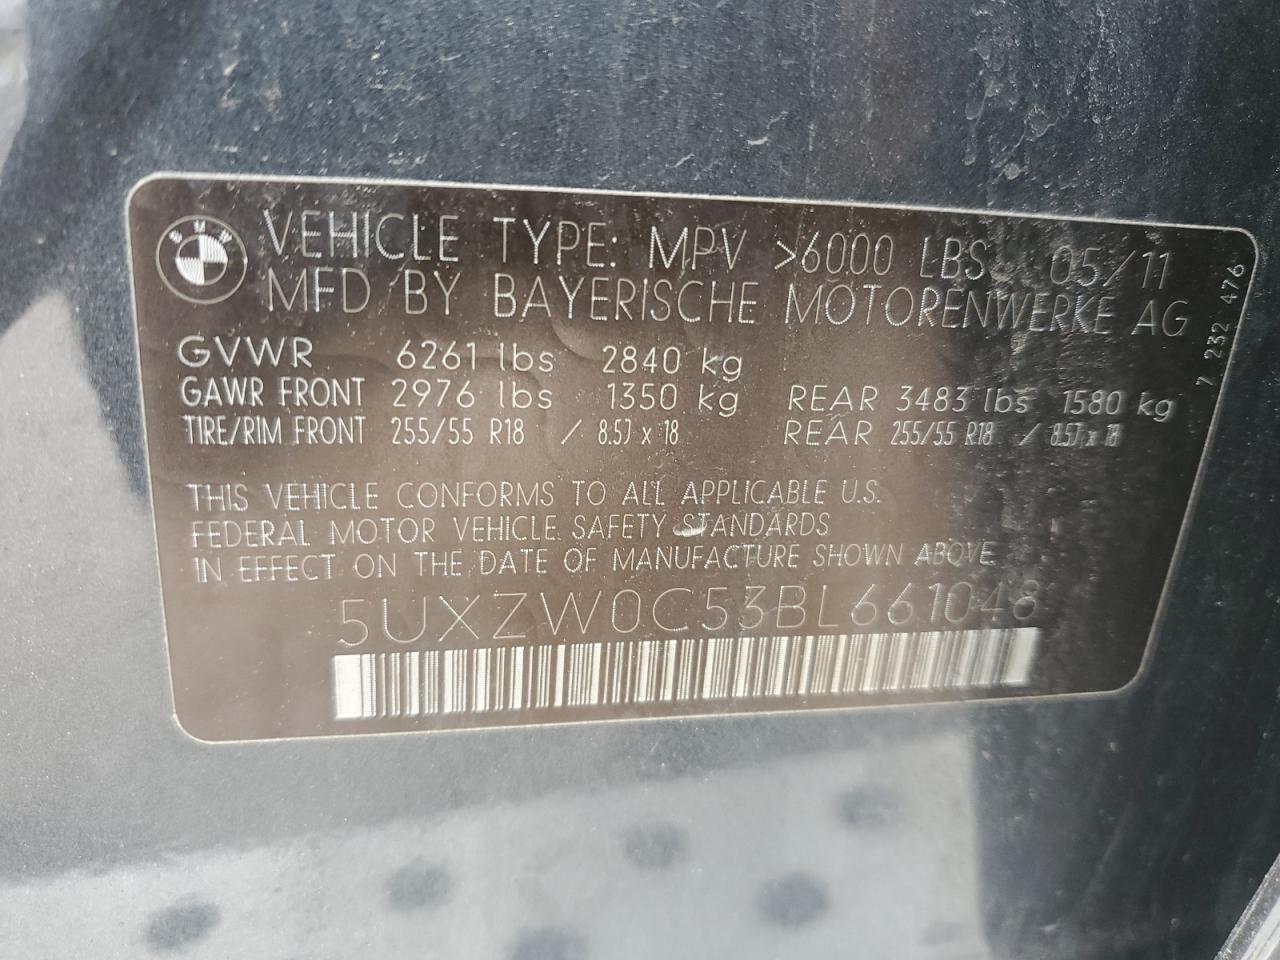 BMW
VEHICLE TYPE: MPV >6000 LBS 05/11
MFD BY BAYERISCHE MOTORENWERKE AG
GVWR 6261 lbs 2840 kg
GAWR FRONT 2976 lbs 1350 kg REAR 3483 lbs 1580 kg
TIRE/RIM FRONT 255/55 R18 / 8.5J x 18 REAR 255/55 R18 / 8.5J x 18
THIS VEHICLE CONFORMS TO ALL APPLICABLE U.S.
FEDERAL MOTOR VEHICLE SAFETY STANDARDS
IN EFFECT ON THE DATE OF MANUFACTURE SHOWN ABOVE
5UXZW0C53BL661048
7 232 476